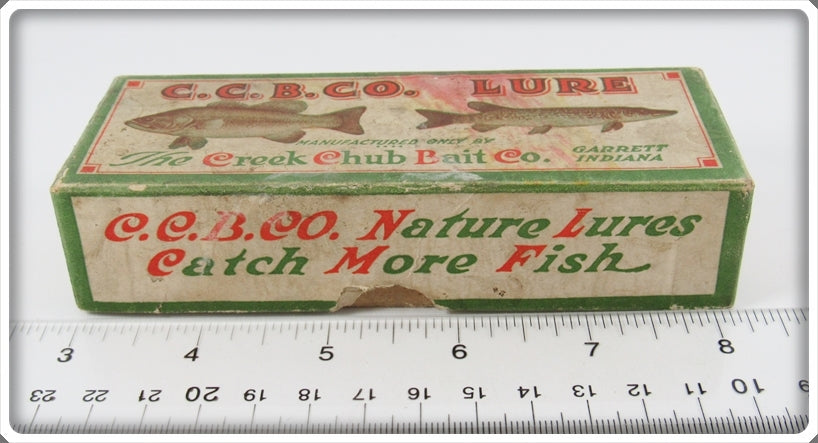 C.C.B.CO. LURE
MANUFACTURED ONLY BY
The Creek Chub Bait Co.
GARRETT
INDIANA
C.C.B.CO. Nature Lures
Catch More Fish
3 4 5 6 7 8
23 22 21 20 19 18 17 16 15 14 13 12 11 10 9